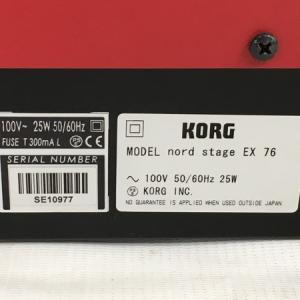 100V~ 25W 50/60Hz
FUSE T 300mA L
SERIAL NUMBER
SE10977
KORG
MODEL nord stage EX 76
~ 100V 50/60Hz 25W
Ⓟ KORG INC.
NO GUARANTEE IS APPLIED WHEN USED OUTSIDE JAPAN